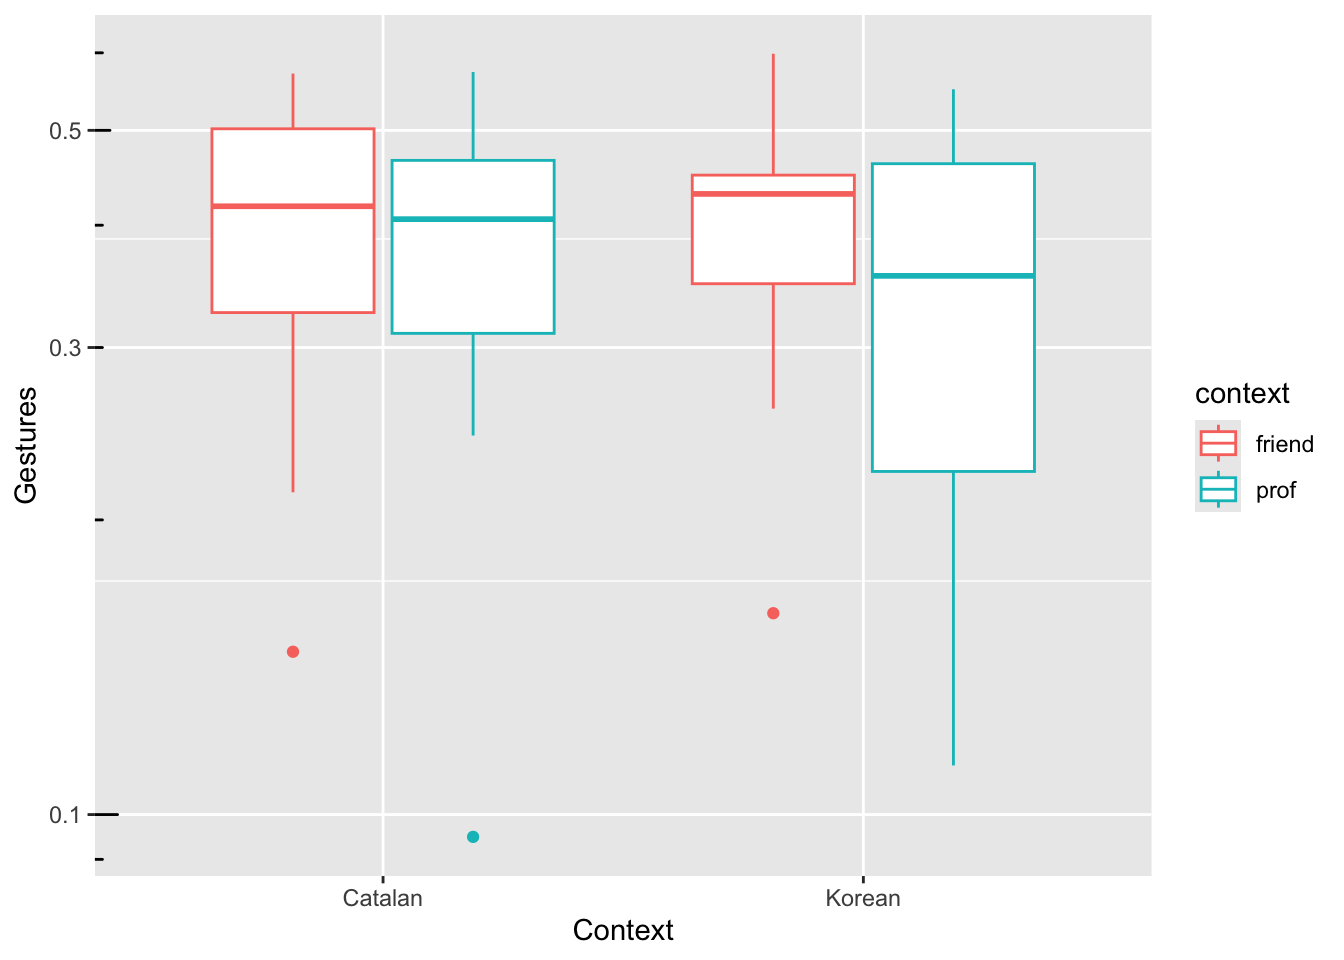 Gestures
0.5
0.3
0.1
Catalan
Korean
Context
context
friend
prof